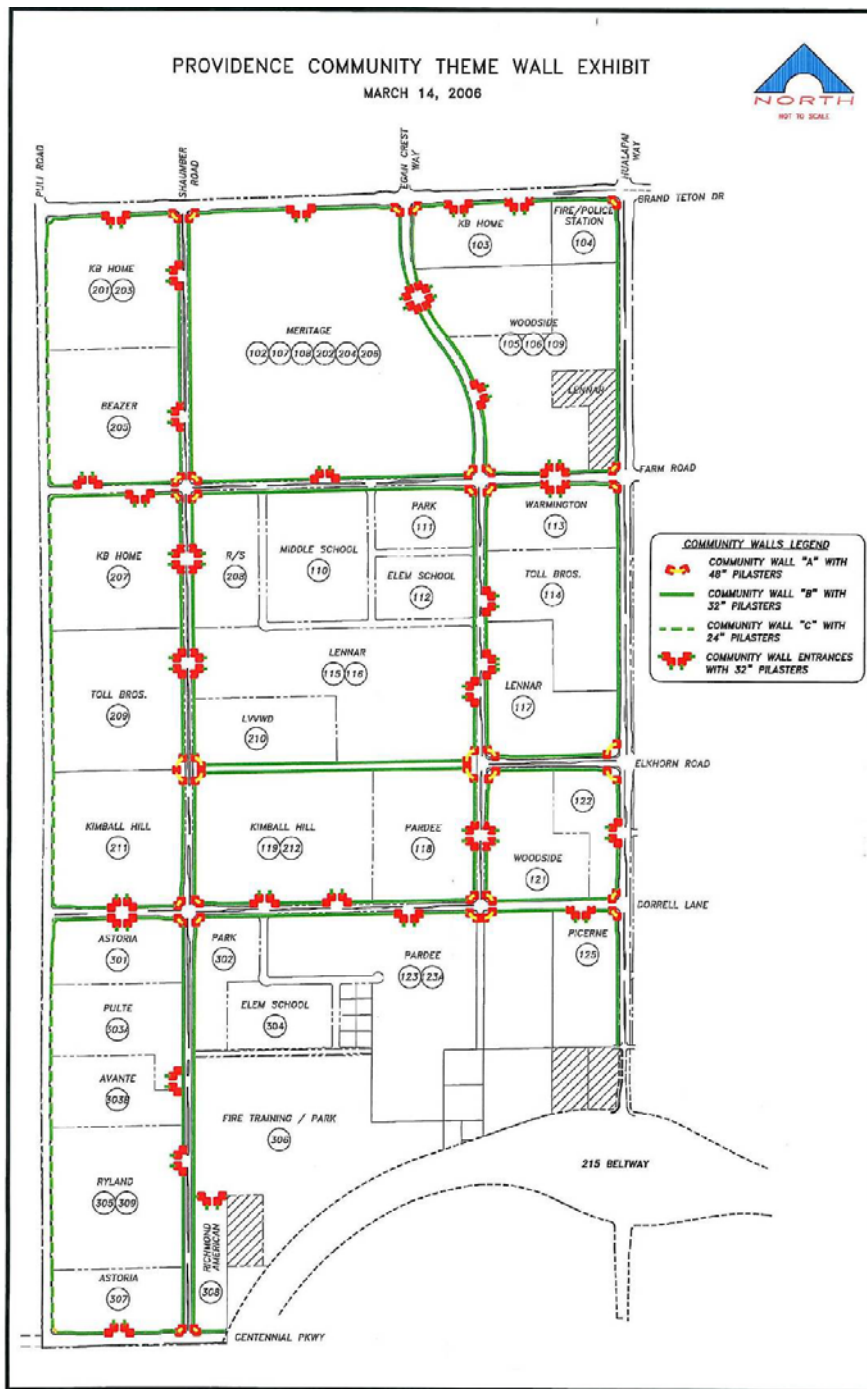 PROVIDENCE COMMUNITY THEME WALL EXHIBIT
MARCH 14, 2006
NORTH
NOT TO SCALE
PULI ROAD
SHAUMBER
ROAD
EGAN CREST
WAY
HUALAPAI
WAY
GRAND TETON DR
KB HOME
201 203
KB HOME
103
FIRE/POLICE
STATION
104
MERITAGE
102 107 108 202 204 206
WOODSIDE
105 106 109
BEAZER
205
LENNAR
FARM ROAD
KB HOME
207
R/S
208
MIDDLE SCHOOL
110
PARK
111
ELEM SCHOOL
112
WARMINGTON
113
TOLL BROS.
114
COMMUNITY WALLS LEGEND
COMMUNITY WALL "A" WITH
48" PILASTERS
COMMUNITY WALL "B" WITH
32" PILASTERS
COMMUNITY WALL "C" WITH
24" PILASTERS
COMMUNITY WALL ENTRANCES
WITH 32" PILASTERS
TOLL BROS.
209
LENNAR
115 116
LVVWD
210
LENNAR
117
ELKHORN ROAD
KIMBALL HILL
211
KIMBALL HILL
119 212
PARDEE
118
122
WOODSIDE
121
DORRELL LANE
ASTORIA
301
PARK
302
PARDEE
123 123A
PICERNE
125
PULTE
303A
ELEM SCHOOL
304
AVANTE
303B
FIRE TRAINING / PARK
306
215 BELTWAY
RYLAND
305 309
RICHMOND
AMERICAN
308
ASTORIA
307
CENTENNIAL PKWY